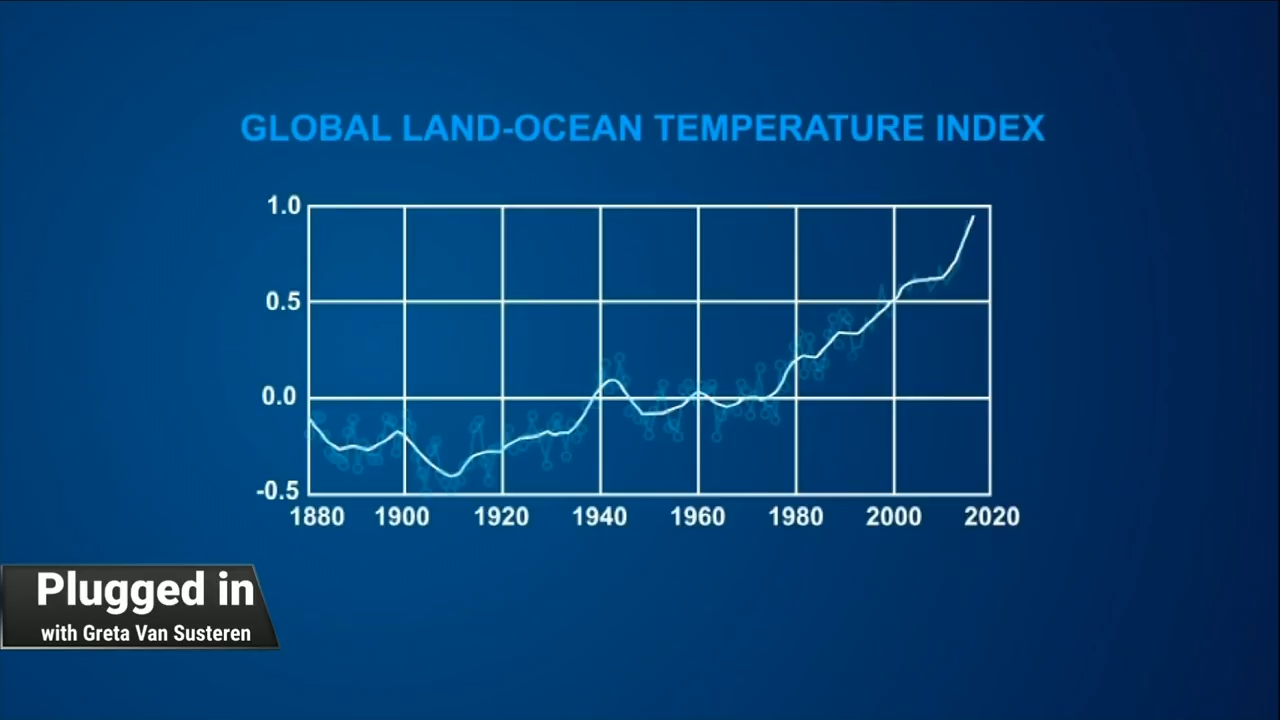 GLOBAL LAND-OCEAN TEMPERATURE INDEX
1.0
0.5
0.0
-0.5
1880 1900 1920 1940 1960 1980 2000 2020
Plugged in
with Greta Van Susteren